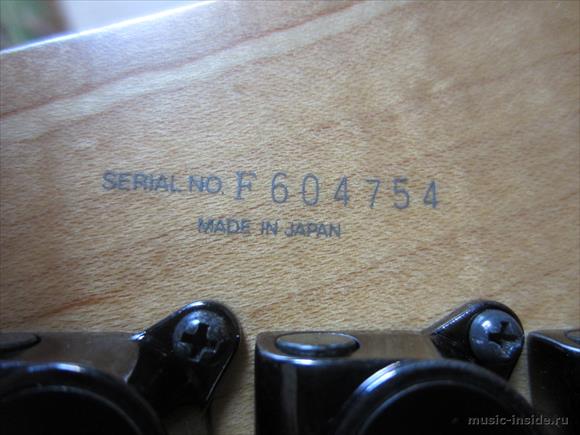 SERIAL NO. F 604754
MADE IN JAPAN
music-inside.ru